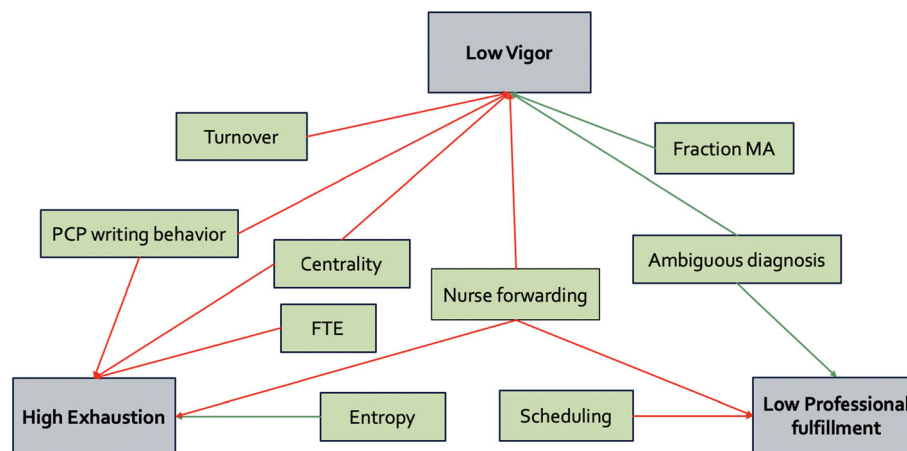 Low Vigor
Turnover
Fraction MA
PCP writing behavior
Centrality
Ambiguous diagnosis
Nurse forwarding
FTE
High Exhaustion
Entropy
Scheduling
Low Professional
fulfillment